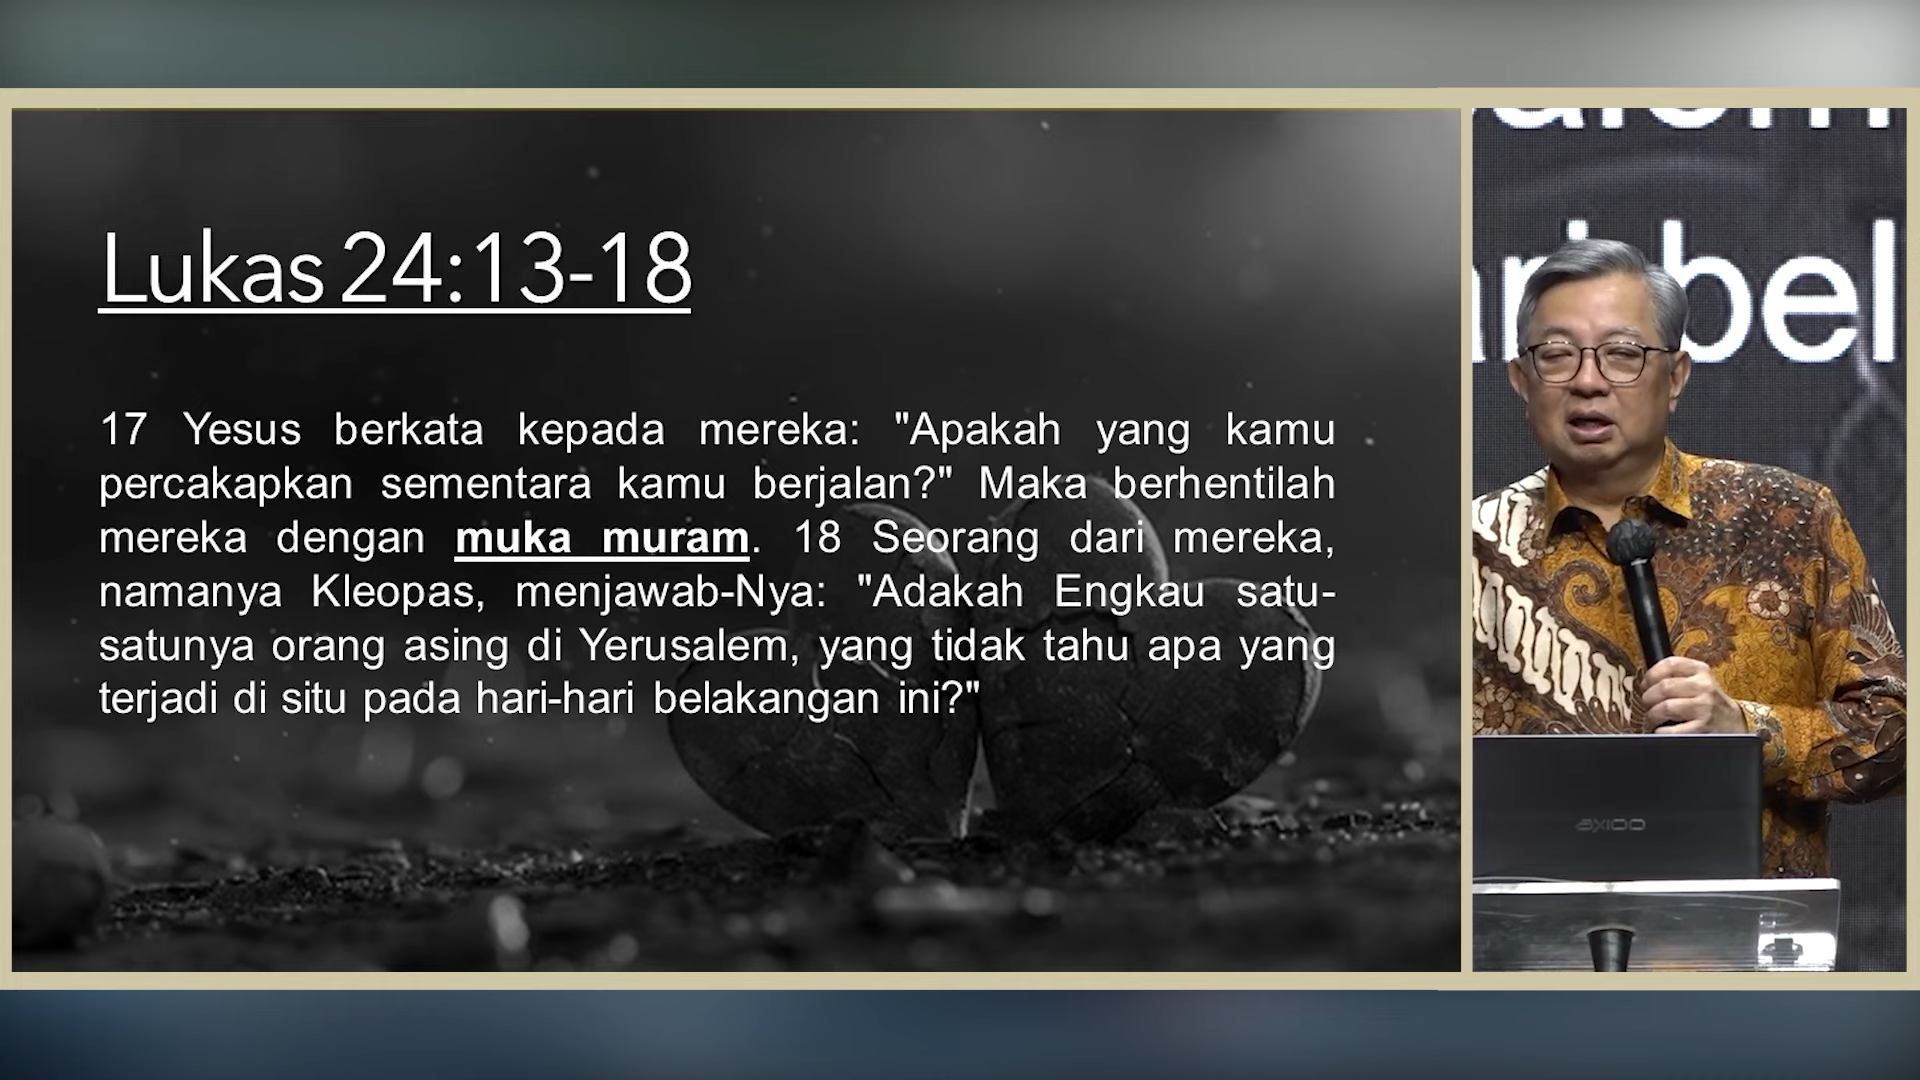 Lukas 24:13-18
17 Yesus berkata kepada mereka: "Apakah yang kamu
percakapkan sementara kamu berjalan?" Maka berhentilah
mereka dengan muka muram. 18 Seorang dari mereka,
namanya Kleopas, menjawab-Nya: "Adakah Engkau satu-
satunya orang asing di Yerusalem, yang tidak tahu apa yang
terjadi di situ pada hari-hari belakangan ini?"
bel
AXIOO